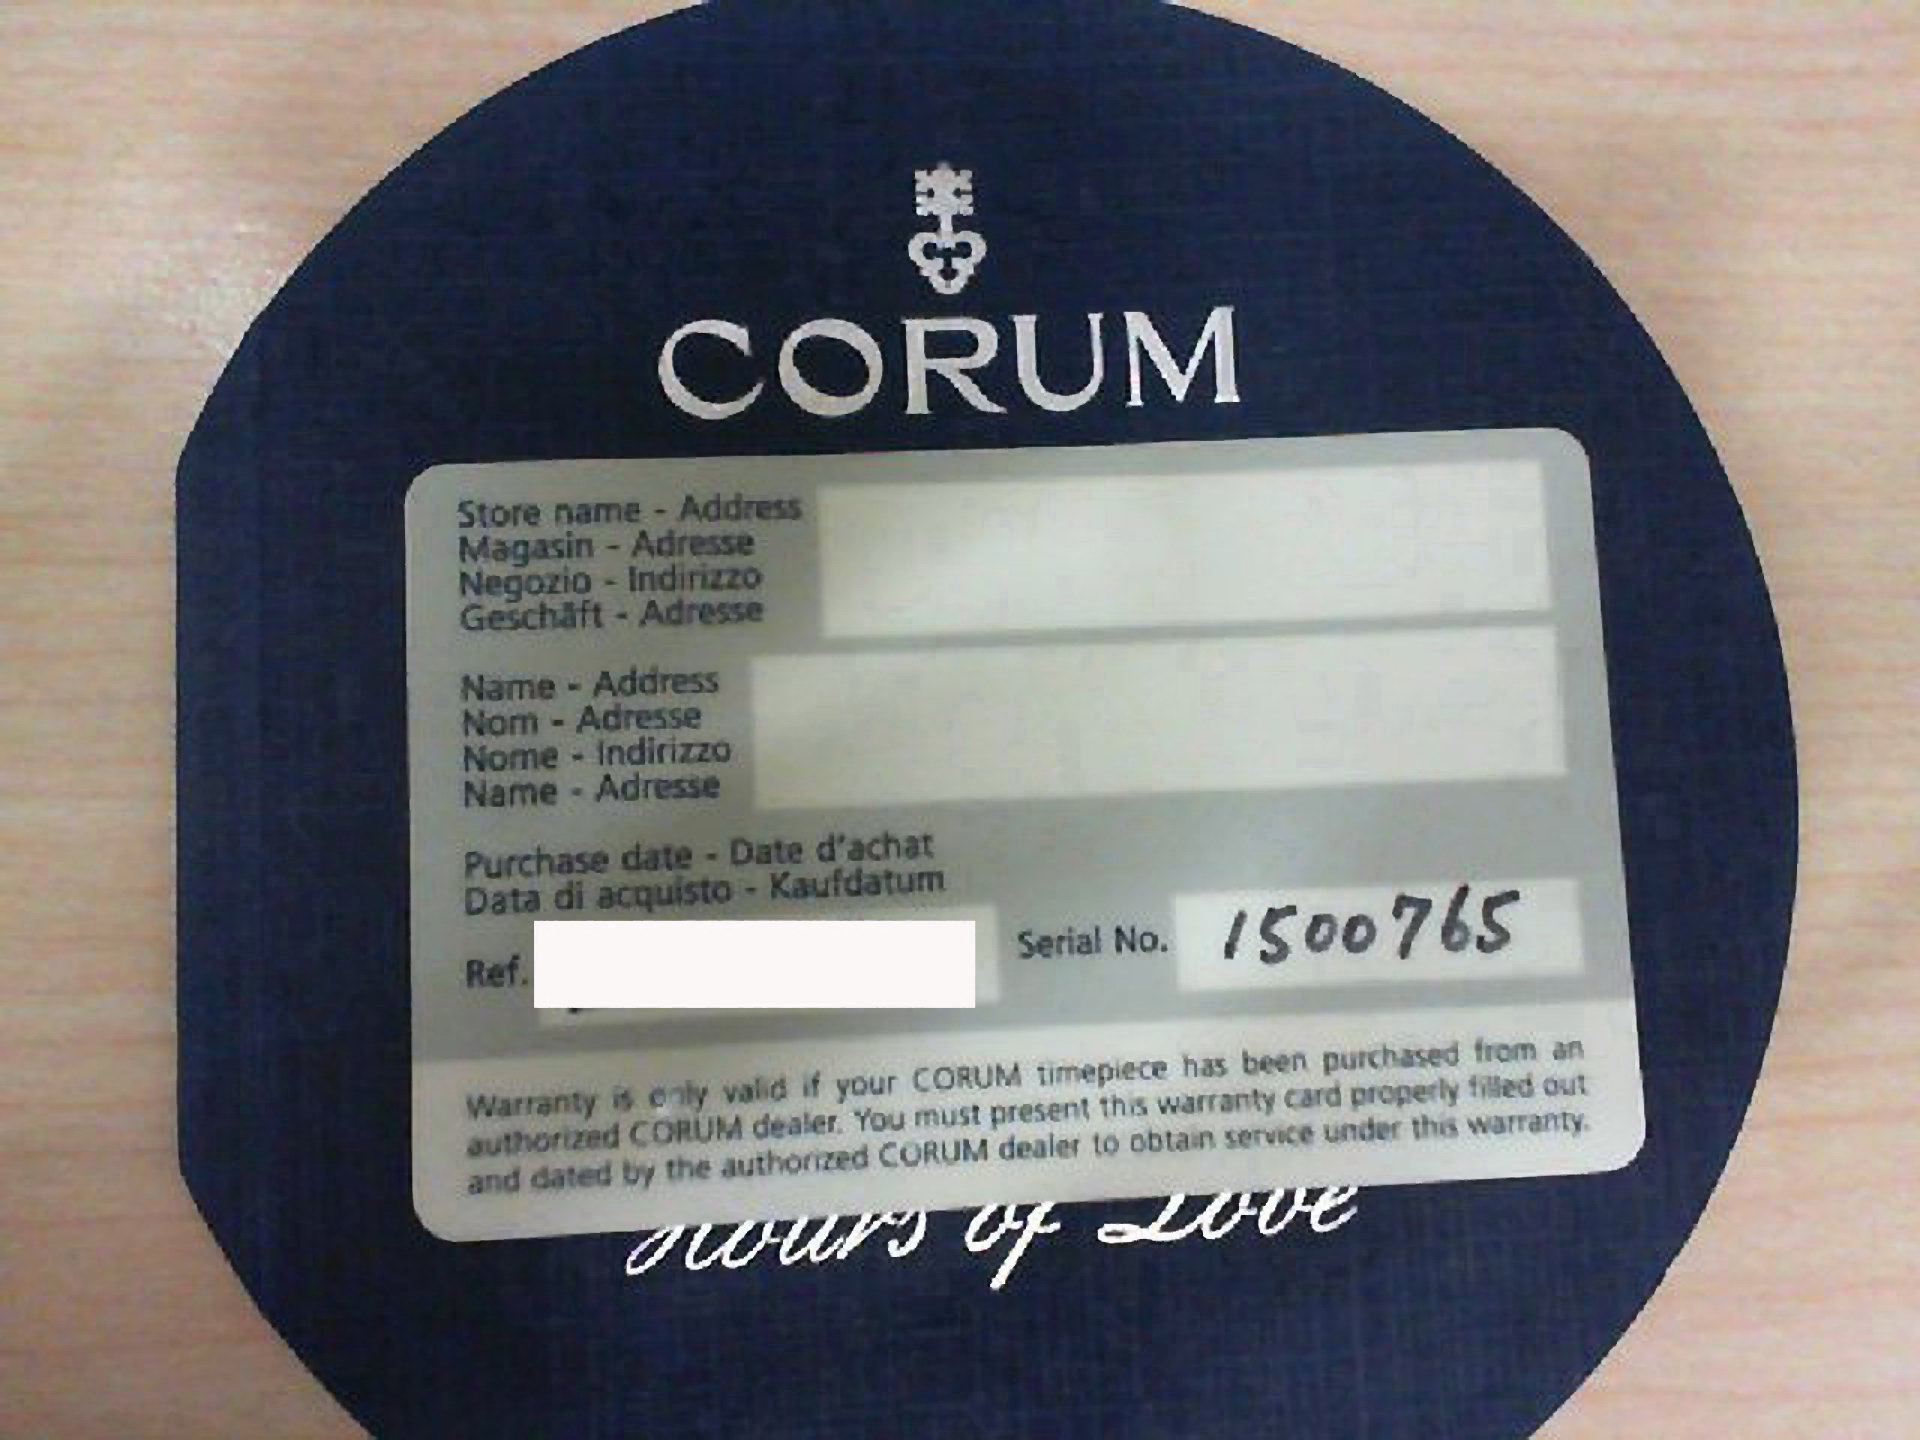 CORUM
Store name - Address
Magasin - Adresse
Negozio - Indirizzo
Geschäft - Adresse
Name - Address
Nom - Adresse
Nome - Indirizzo
Name - Adresse
Purchase date - Date d'achat
Data di acquisto - Kaufdatum
Ref.
Serial No. 1500765
Warranty is only valid if your CORUM timepiece has been purchased from an
authorized CORUM dealer. You must present this warranty card properly filled out
and dated by the authorized CORUM dealer to obtain service under this warranty.
Hours of Love